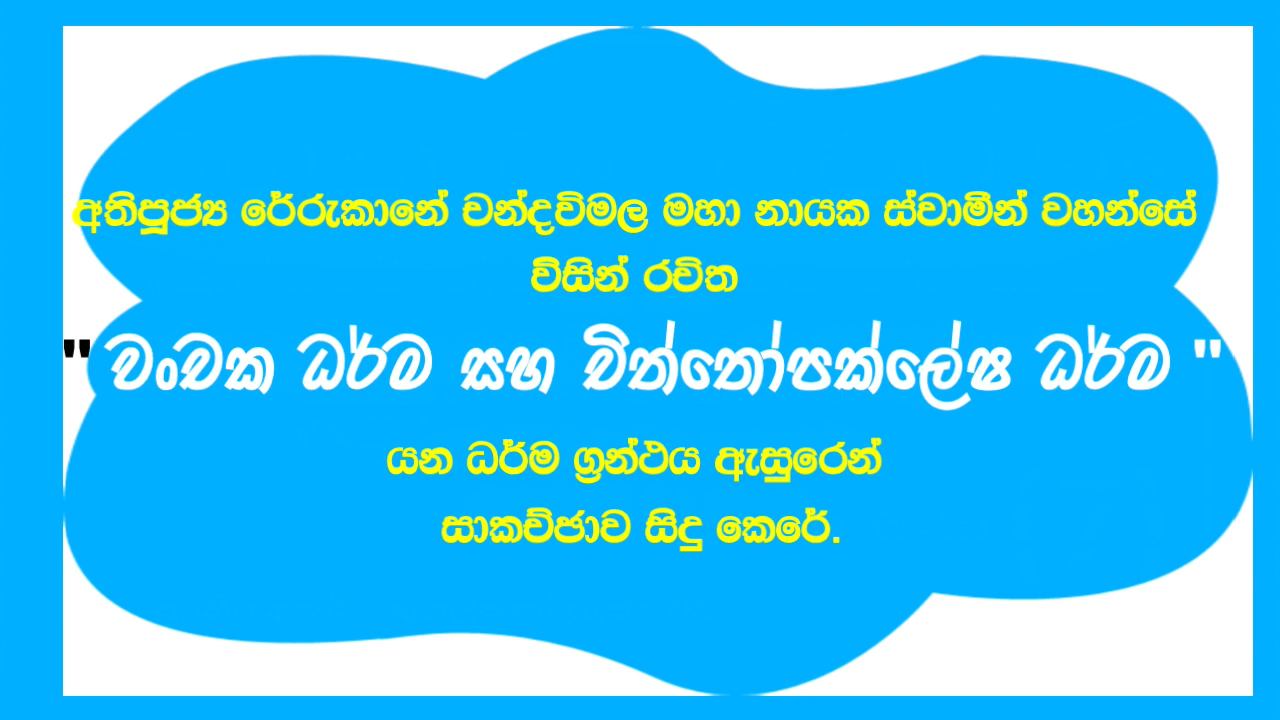 අතිපූජ්‍ය රේරුකානේ චන්දවිමල මහා නායක ස්වාමීන් වහන්සේ
විසින් රචිත
" වංචක ධර්ම සහ චිත්තෝපක්ලේෂ ධර්ම "
යන ධර්ම ග්‍රන්ථය ඇසුරෙන්
සාකච්ඡාව සිදු කෙරේ.